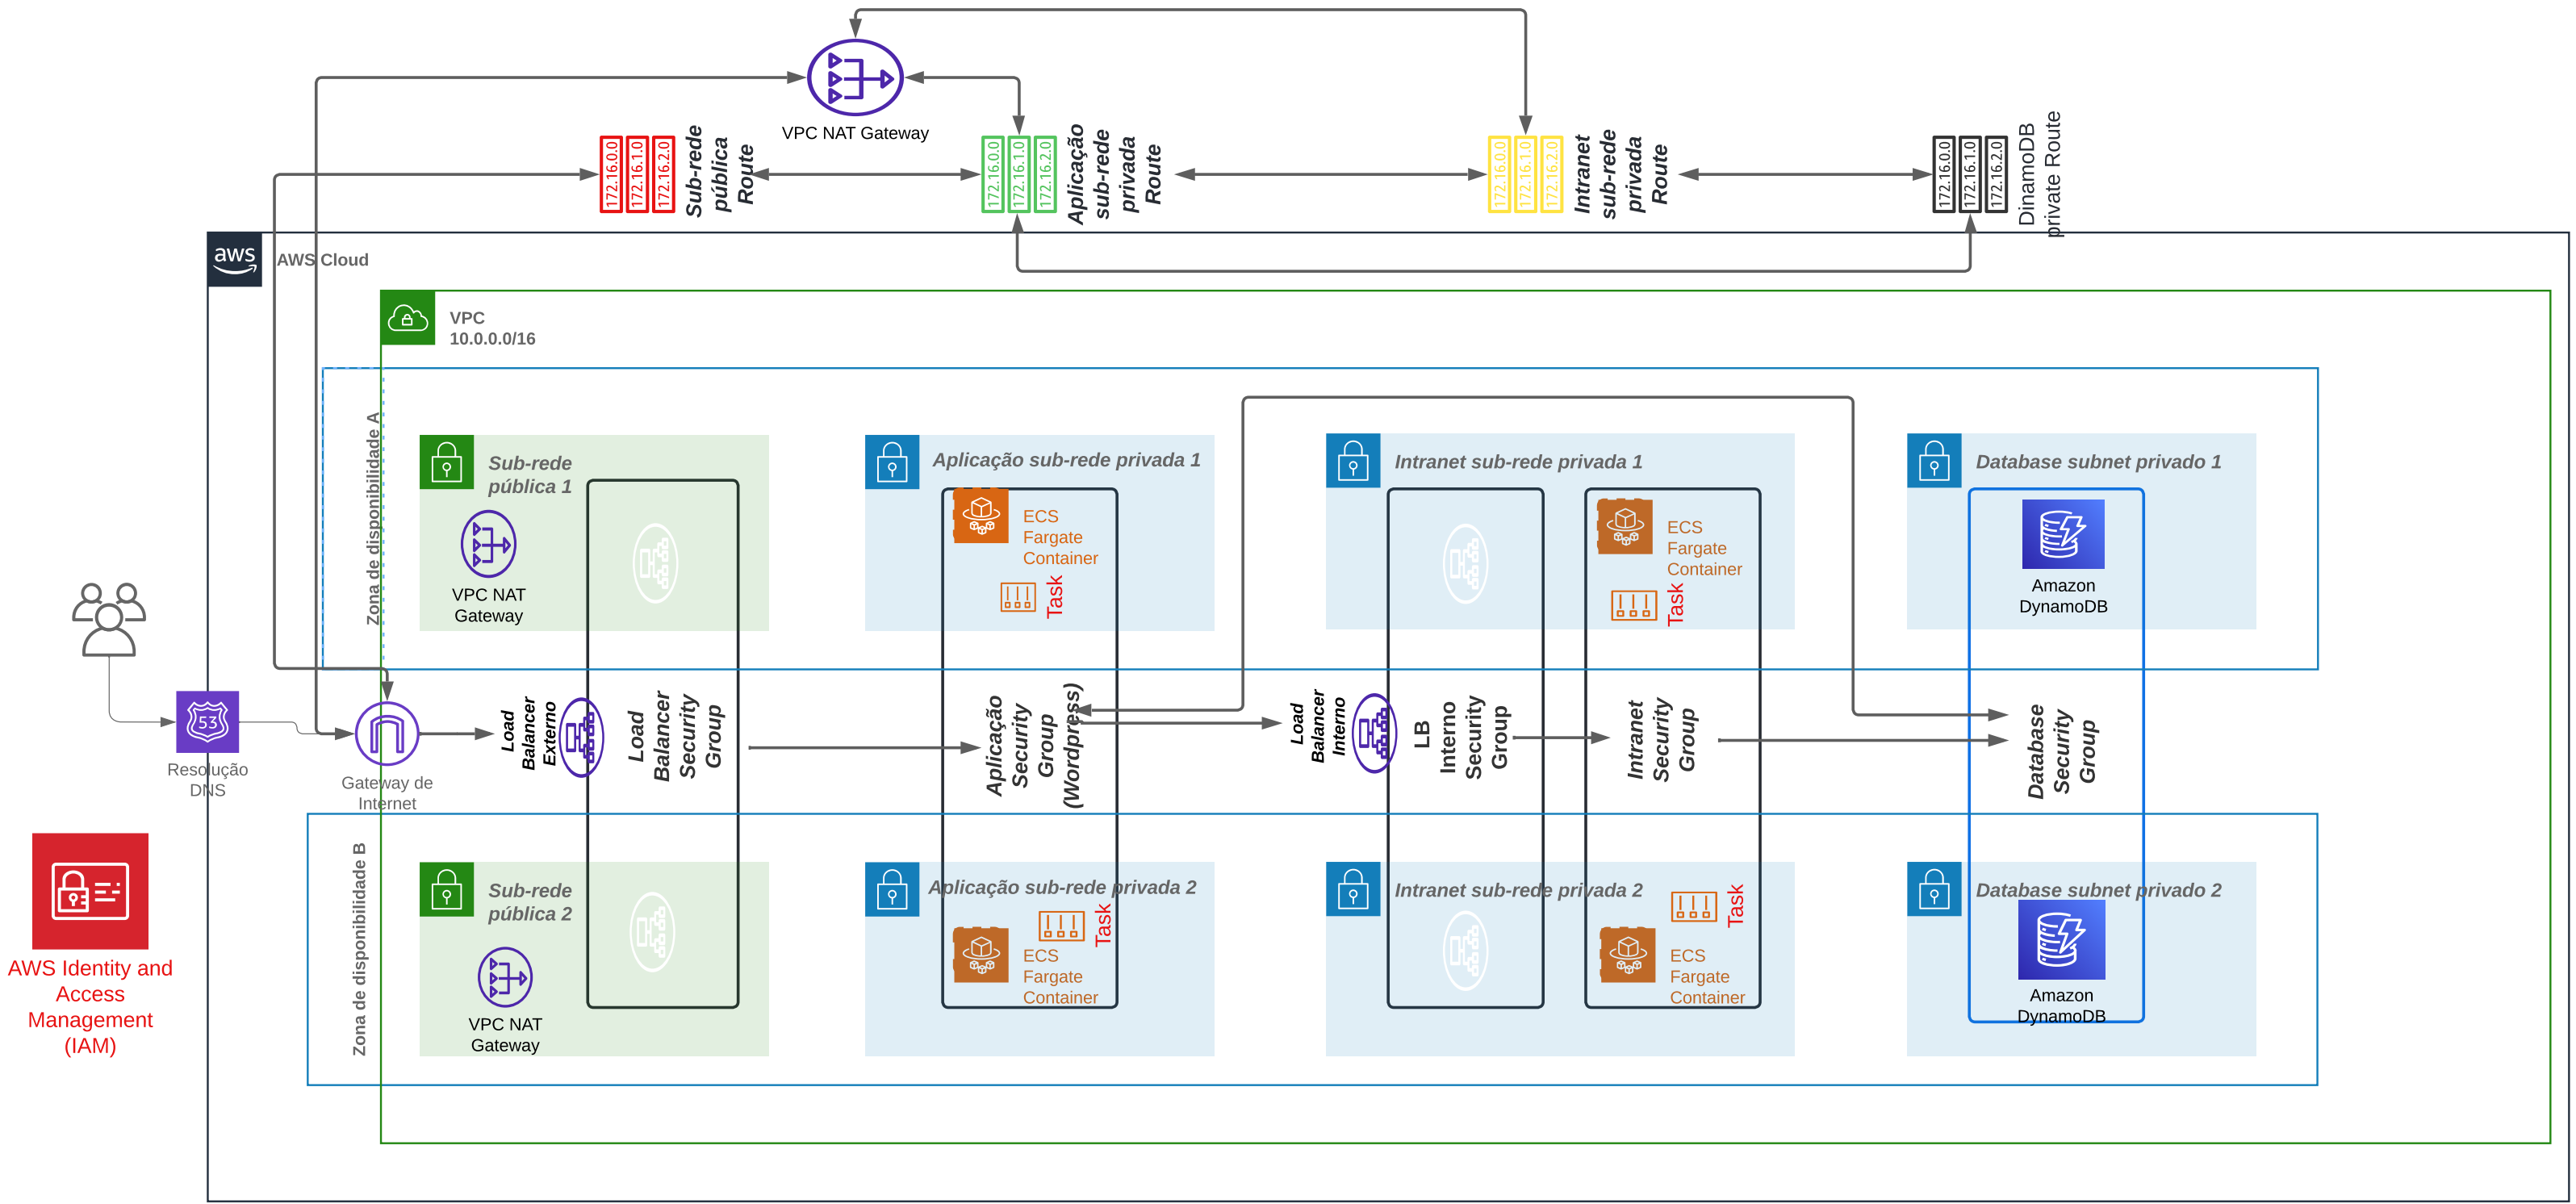 VPC NAT Gateway
172.16.0.0
172.16.1.0
172.16.2.0
Sub-rede
pública
Route
172.16.0.0
172.16.1.0
172.16.2.0
Aplicação
sub-rede
privada
Route
172.16.0.0
172.16.1.0
172.16.2.0
Intranet
sub-rede
privada
Route
172.16.0.0
172.16.1.0
172.16.2.0
DinamoDB
private Route
aws
AWS Cloud
VPC
10.0.0.0/16
Zona de disponibilidade A
Sub-rede
pública 1
VPC NAT
Gateway
Aplicação sub-rede privada 1
ECS
Fargate
Container
Task
Intranet sub-rede privada 1
ECS
Fargate
Container
Task
Database subnet privado 1
Amazon
DynamoDB
53
Resolução
DNS
Gateway de
Internet
Load
Balancer
Externo
Load
Balancer
Security
Group
Aplicação
Security
Group
(Wordpress)
Load
Balancer
Interno
LB
Interno
Security
Group
Intranet
Security
Group
Database
Security
Group
AWS Identity and
Access
Management
(IAM)
Zona de disponibilidade B
Sub-rede
pública 2
VPC NAT
Gateway
Aplicação sub-rede privada 2
Task
ECS
Fargate
Container
Intranet sub-rede privada 2
Task
ECS
Fargate
Container
Database subnet privado 2
Amazon
DynamoDB